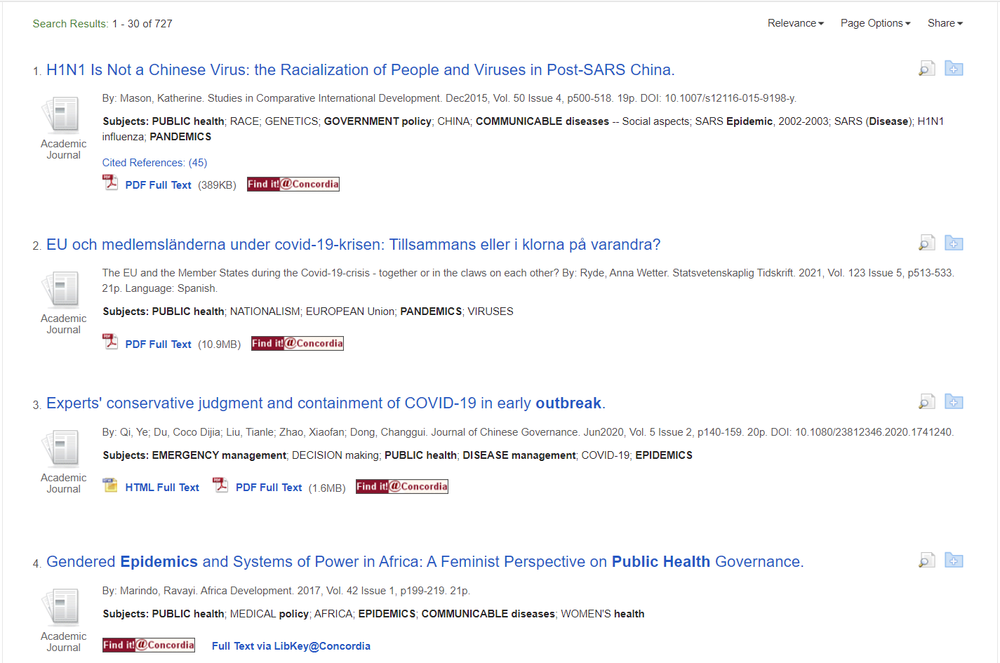 Search Results: 1 - 30 of 727
Relevance Page Options Share
1. H1N1 Is Not a Chinese Virus: the Racialization of People and Viruses in Post-SARS China.
By: Mason, Katherine. Studies in Comparative International Development. Dec2015, Vol. 50 Issue 4, p500-518. 19p. DOI: 10.1007/s12116-015-9198-y.
Subjects: PUBLIC health; RACE; GENETICS; GOVERNMENT policy; CHINA; COMMUNICABLE diseases -- Social aspects; SARS Epidemic, 2002-2003; SARS (Disease); H1N1
influenza; PANDEMICS
Academic
Journal
Cited References: (45)
PDF Full Text (389KB) Find it!@Concordia
2. EU och medlemsländerna under covid-19-krisen: Tillsammans eller i klorna på varandra?
The EU and the Member States during the Covid-19-crisis - together or in the claws on each other? By: Ryde, Anna Wetter. Statsvetenskaplig Tidskrift. 2021, Vol. 123 Issue 5, p513-533.
21p. Language: Spanish.
Subjects: PUBLIC health; NATIONALISM; EUROPEAN Union; PANDEMICS; VIRUSES
Academic
Journal
PDF Full Text (10.9MB) Find it!@Concordia
3. Experts' conservative judgment and containment of COVID-19 in early outbreak.
By: Qi, Ye; Du, Coco Dijia; Liu, Tianle; Zhao, Xiaofan; Dong, Changgui. Journal of Chinese Governance. Jun2020, Vol. 5 Issue 2, p140-159. 20p. DOI: 10.1080/23812346.2020.1741240.
Subjects: EMERGENCY management; DECISION making; PUBLIC health; DISEASE management; COVID-19; EPIDEMICS
Academic
Journal
HTML Full Text PDF Full Text (1.6MB) Find it!@Concordia
4. Gendered Epidemics and Systems of Power in Africa: A Feminist Perspective on Public Health Governance.
By: Marindo, Ravayi. Africa Development. 2017, Vol. 42 Issue 1, p199-219. 21p.
Subjects: PUBLIC health; MEDICAL policy; AFRICA; EPIDEMICS; COMMUNICABLE diseases; WOMEN'S health
Academic
Journal
Find it!@Concordia Full Text via LibKey@Concordia